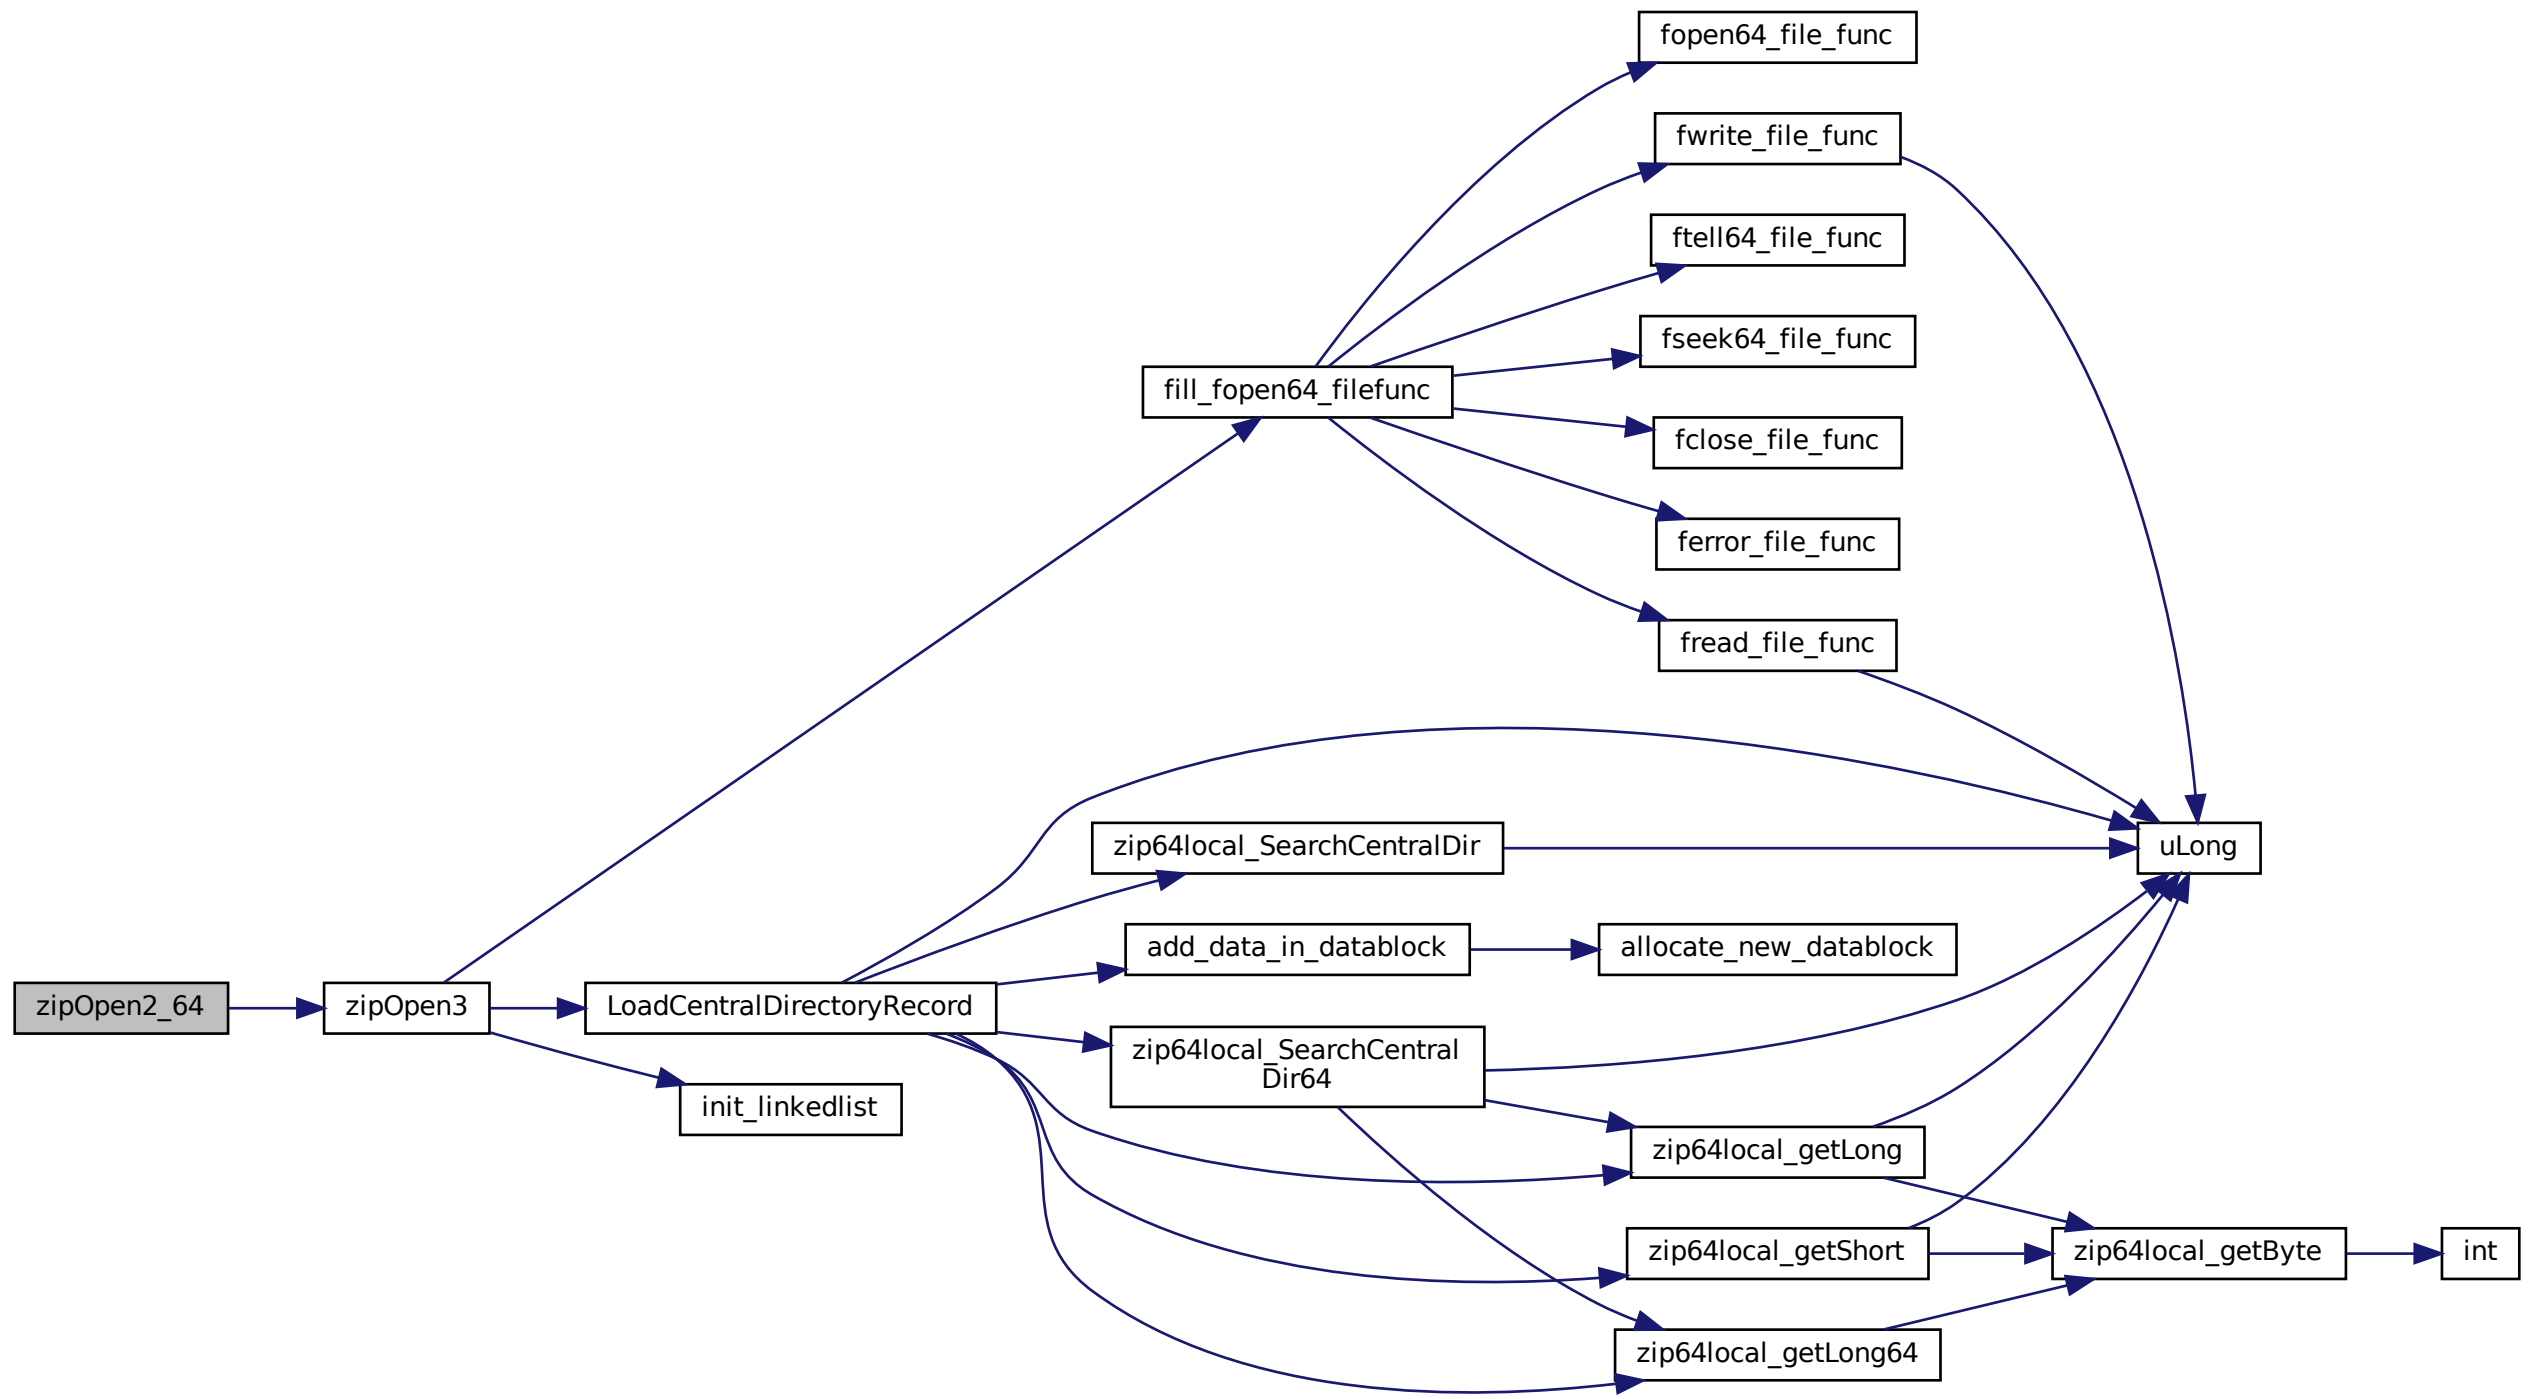 fopen64_file_func
fwrite_file_func
ftell64_file_func
fseek64_file_func
fill_fopen64_filefunc
fclose_file_func
ferror_file_func
fread_file_func
zip64local_SearchCentralDir
uLong
add_data_in_datablock
allocate_new_datablock
zipOpen2_64
zipOpen3
LoadCentralDirectoryRecord
zip64local_SearchCentral
Dir64
init_linkedlist
zip64local_getLong
zip64local_getShort
zip64local_getByte
int
zip64local_getLong64